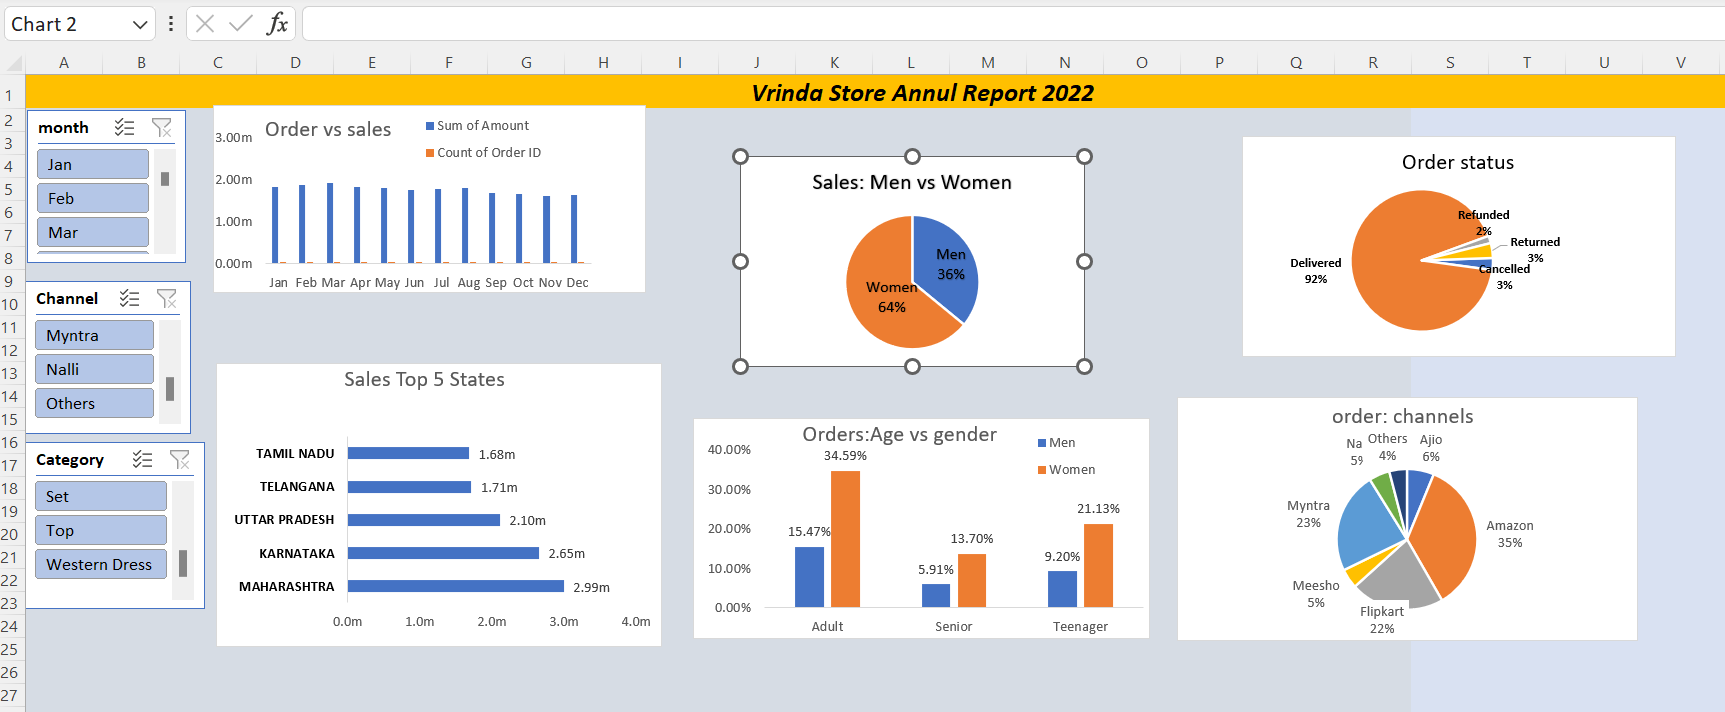 Chart 2
fx
A B C D E F G H I J K L M N O P Q R S T U V
1
2
3
4
5
6
7
8
9
10
11
12
13
14
15
16
17
18
19
20
21
22
23
24
25
26
27
Vrinda Store Annul Report 2022
month
Jan
Feb
Mar
Channel
Myntra
Nalli
Others
Category
Set
Top
Western Dress
Order vs sales
Sum of Amount
Count of Order ID
3.00m
2.00m
1.00m
0.00m
Jan Feb Mar Apr May Jun Jul Aug Sep Oct Nov Dec
Sales: Men vs Women
Men
36%
Women
64%
Order status
Refunded
2%
Returned
3%
Cancelled
3%
Delivered
92%
Sales Top 5 States
TAMIL NADU 1.68m
TELANGANA 1.71m
UTTAR PRADESH 2.10m
KARNATAKA 2.65m
MAHARASHTRA 2.99m
0.0m 1.0m 2.0m 3.0m 4.0m
Orders:Age vs gender
Men
Women
40.00%
30.00%
20.00%
10.00%
0.00%
15.47%
34.59%
5.91%
13.70%
9.20%
21.13%
Adult Senior Teenager
order: channels
Na
5%
Others
4%
Ajio
6%
Amazon
35%
Flipkart
22%
Meesho
5%
Myntra
23%